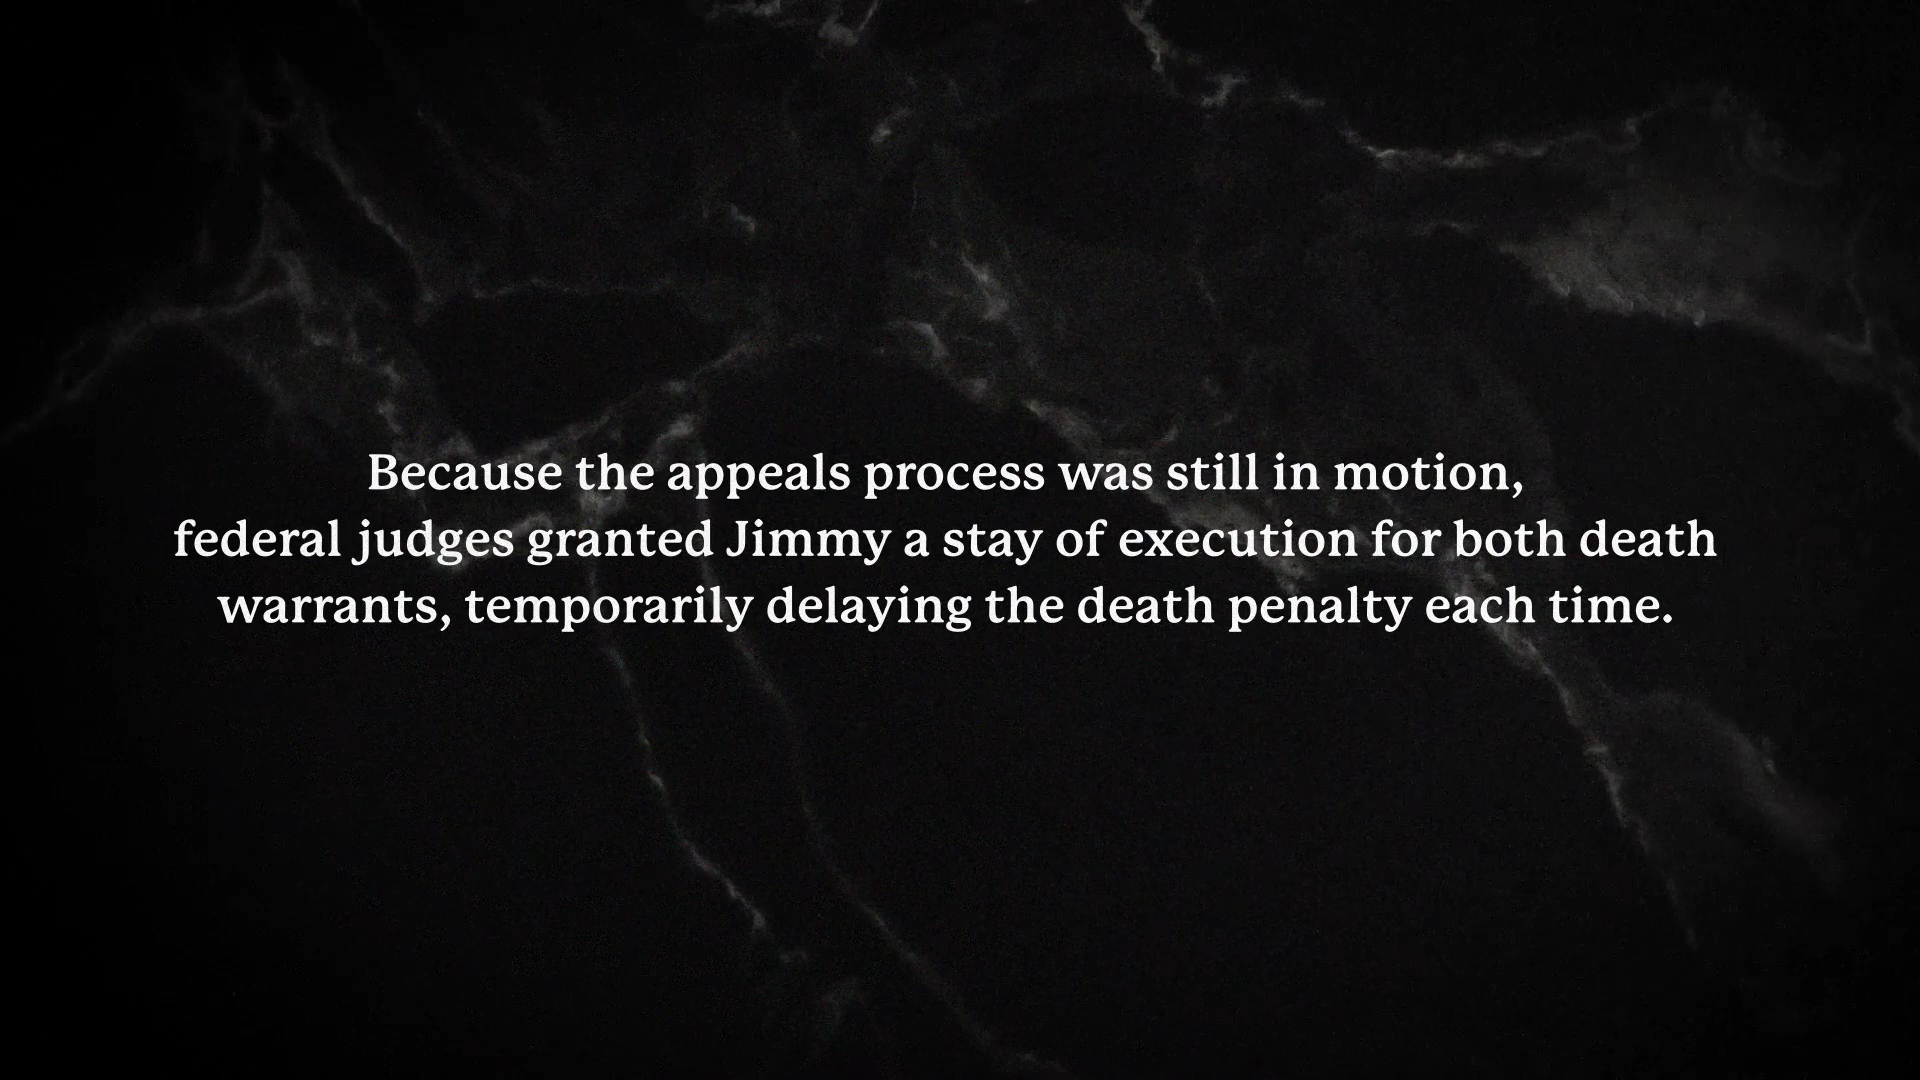 Because the appeals process was still in motion,
federal judges granted Jimmy a stay of execution for both death
warrants, temporarily delaying the death penalty each time.